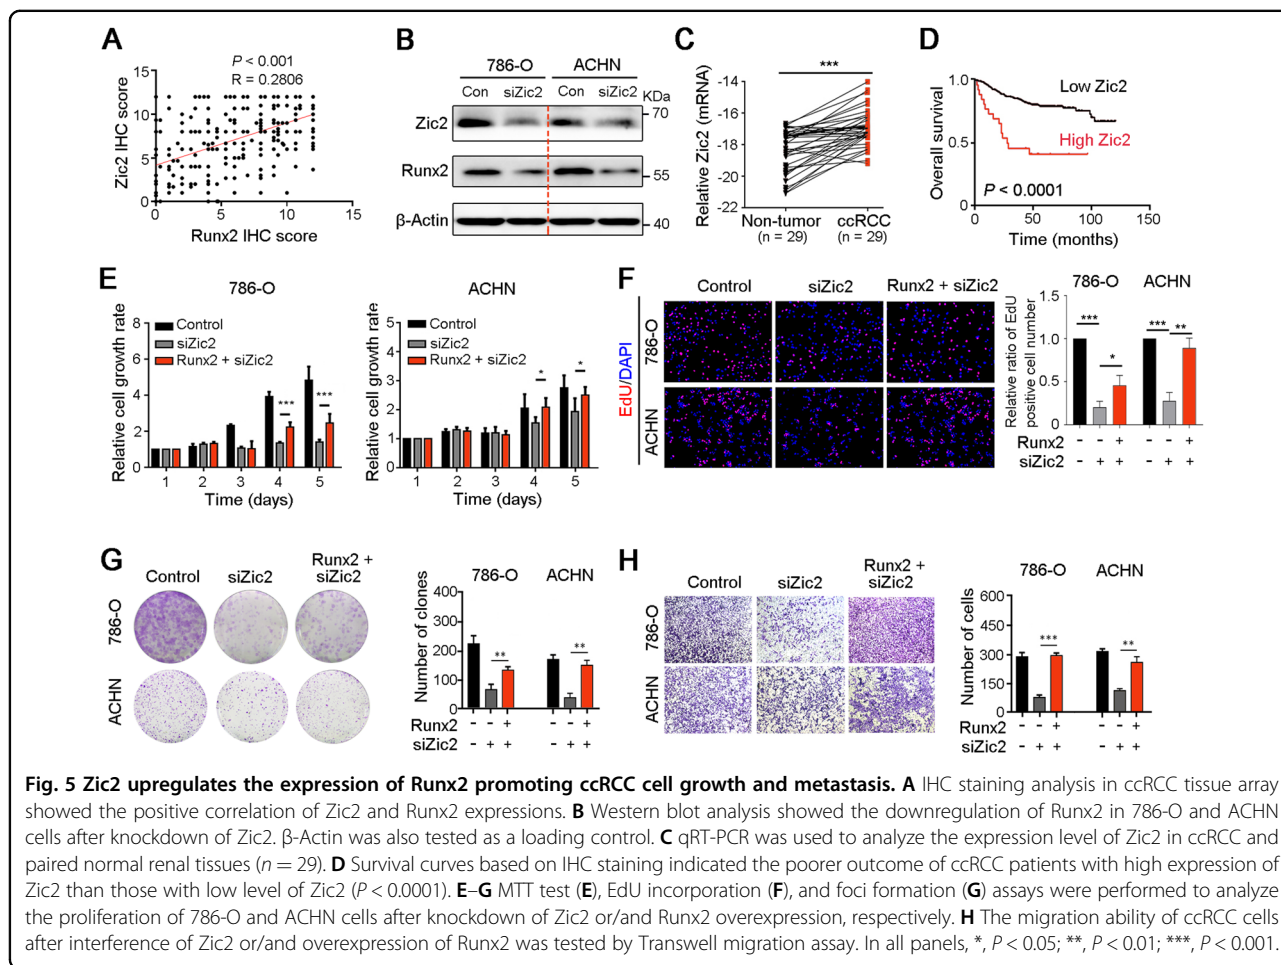 A
P < 0.001
R = 0.2806
Zic2 IHC score
15
10
5
0
0
5
10
15
Runx2 IHC score
B
786-O
ACHN
Con
siZic2
Con
siZic2
KDa
Zic2
70
Runx2
55
β-Actin
40
C
***
Relative Zic2 (mRNA)
-14
-16
-18
-20
-22
Non-tumor
(n = 29)
ccRCC
(n = 29)
D
Overall survival
1.0
0.5
0
Low Zic2
High Zic2
P < 0.0001
0
50
100
150
Time (months)
E
786-O
Relative cell growth rate
8
6
4
2
0
Control
siZic2
Runx2 + siZic2
***
***
1 2 3 4 5
Time (days)
ACHN
Relative cell growth rate
5
4
3
2
1
0
Control
siZic2
Runx2 + siZic2
*
*
1 2 3 4 5
Time (days)
F
Control
siZic2
Runx2 + siZic2
EdU/DAPI
786-O
ACHN
786-O
ACHN
Relative ratio of EdU
positive cell number
1.5
1.0
0.5
0
***
*
***
**
Runx2 - - + - - +
siZic2 - + + - + +
G
Control
siZic2
Runx2 +
siZic2
786-O
ACHN
786-O
ACHN
Number of clones
400
300
200
100
0
**
**
Runx2 - - + - - +
siZic2 - + + - + +
H
Control
siZic2
Runx2 +
siZic2
786-O
ACHN
786-O
ACHN
Number of cells
600
450
300
150
0
***
**
Runx2 - - + - - +
siZic2 - + + - + +
Fig. 5 Zic2 upregulates the expression of Runx2 promoting ccRCC cell growth and metastasis. A IHC staining analysis in ccRCC tissue array
showed the positive correlation of Zic2 and Runx2 expressions. B Western blot analysis showed the downregulation of Runx2 in 786-O and ACHN
cells after knockdown of Zic2. β-Actin was also tested as a loading control. C qRT-PCR was used to analyze the expression level of Zic2 in ccRCC and
paired normal renal tissues (n = 29). D Survival curves based on IHC staining indicated the poorer outcome of ccRCC patients with high expression of
Zic2 than those with low level of Zic2 (P < 0.0001). E–G MTT test (E), EdU incorporation (F), and foci formation (G) assays were performed to analyze
the proliferation of 786-O and ACHN cells after knockdown of Zic2 or/and Runx2 overexpression, respectively. H The migration ability of ccRCC cells
after interference of Zic2 or/and overexpression of Runx2 was tested by Transwell migration assay. In all panels, *, P < 0.05; **, P < 0.01; ***, P < 0.001.